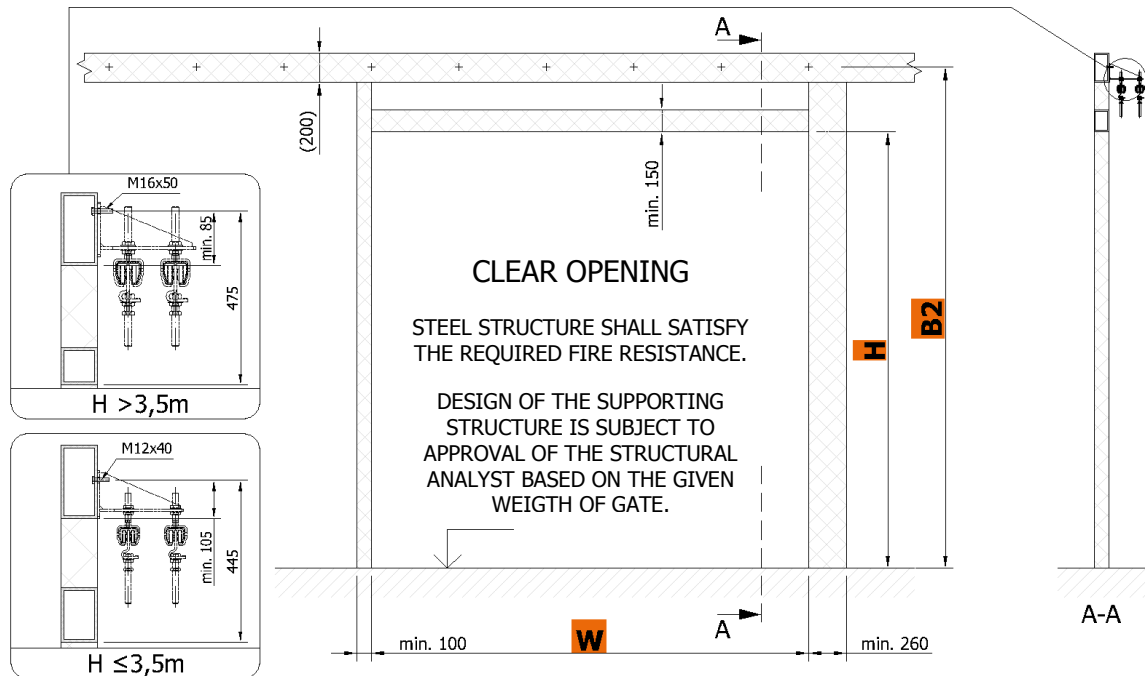 A
(200)
min. 150
M16x50
min. 85
475
H >3,5m
M12x40
min. 105
445
H ≤3,5m
CLEAR OPENING
STEEL STRUCTURE SHALL SATISFY
THE REQUIRED FIRE RESISTANCE.
DESIGN OF THE SUPPORTING
STRUCTURE IS SUBJECT TO
APPROVAL OF THE STRUCTURAL
ANALYST BASED ON THE GIVEN
WEIGTH OF GATE.
H
B2
A
A-A
min. 100
W
min. 260